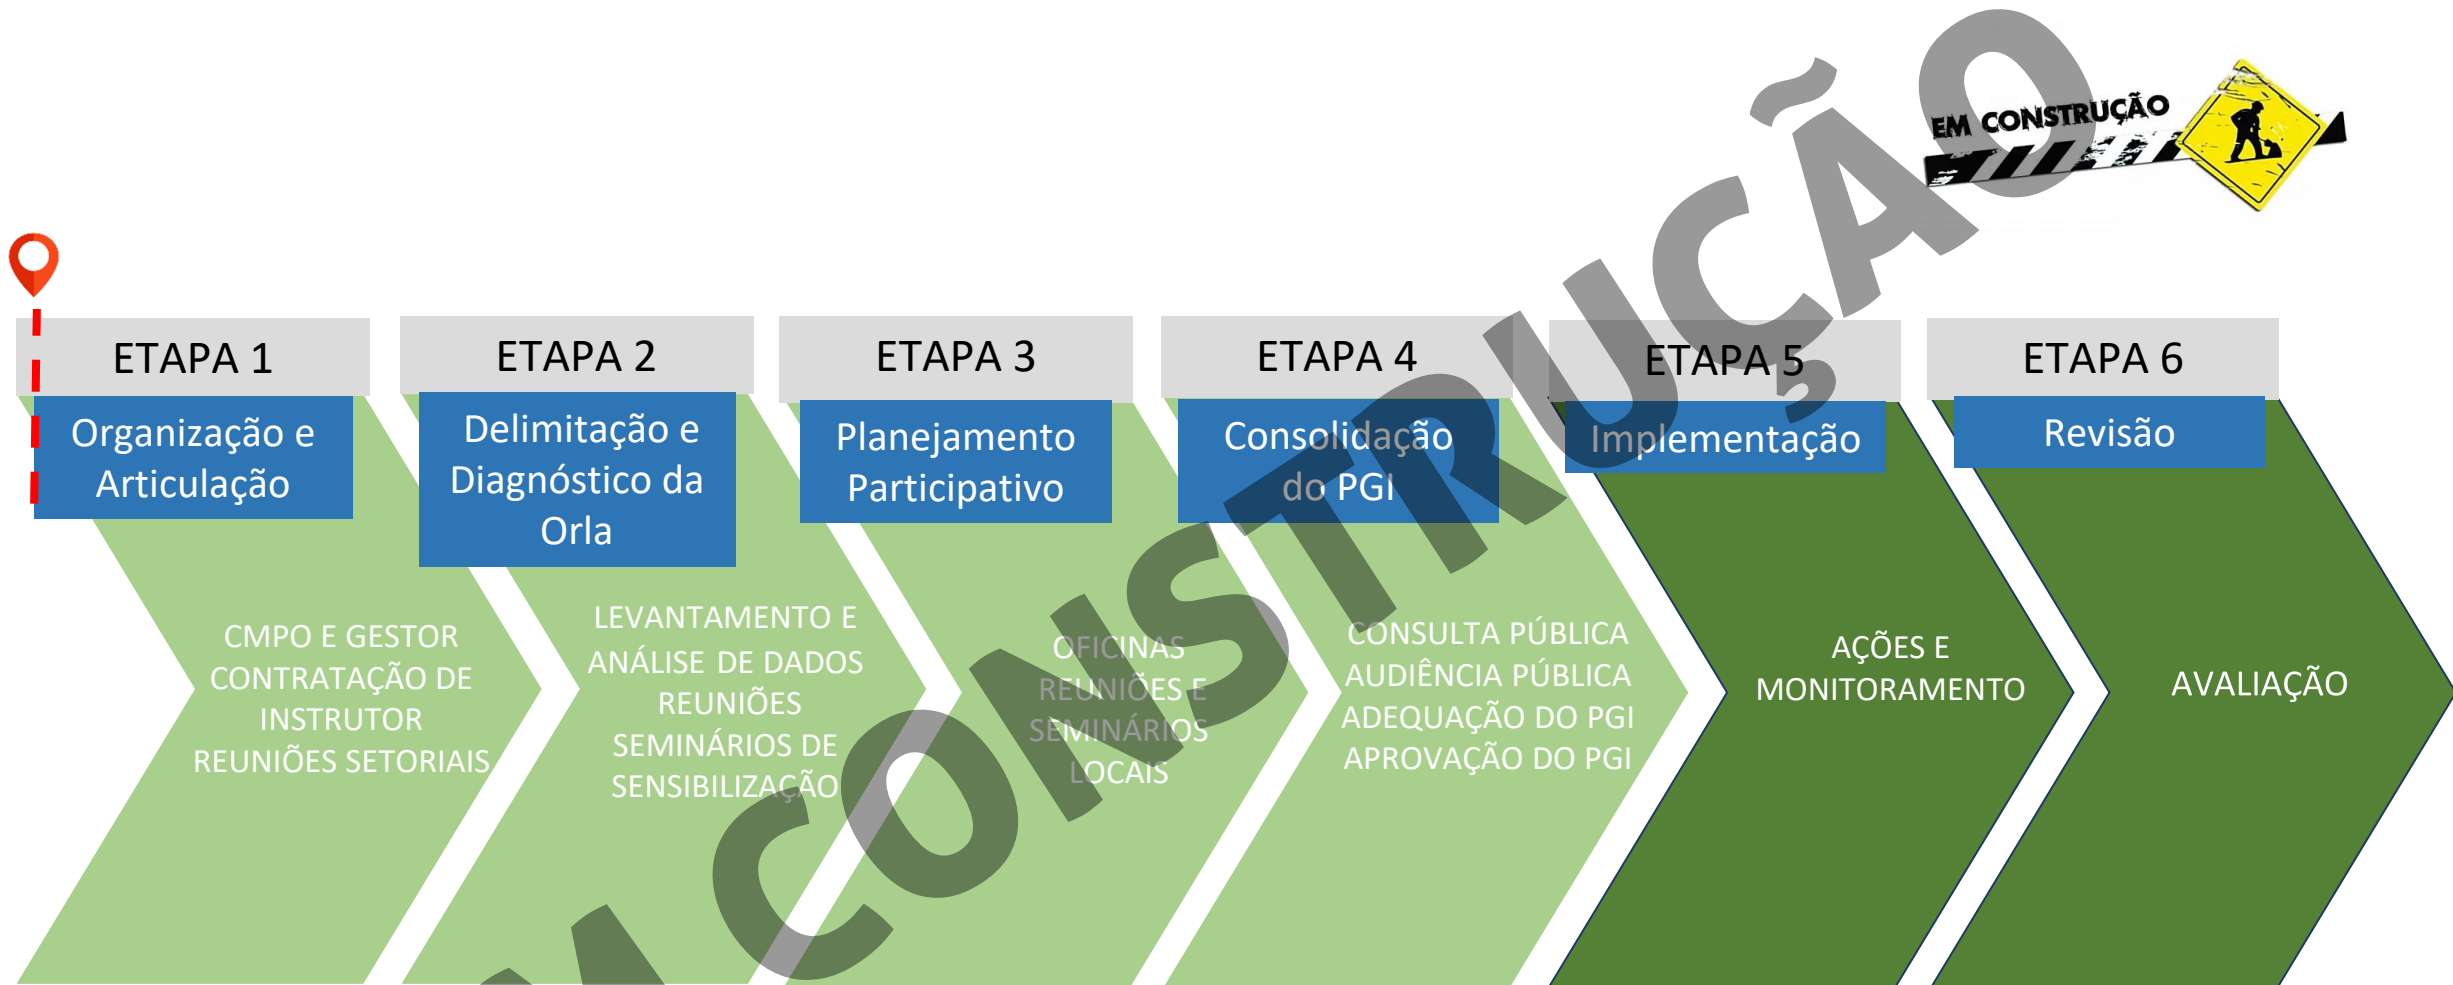 EM CONSTRUÇÃO
ETAPA 1
Organização e
Articulação
CMPO E GESTOR
CONTRATAÇÃO DE
INSTRUTOR
REUNIÕES SETORIAIS
ETAPA 2
Delimitação e
Diagnóstico da
Orla
LEVANTAMENTO E
ANÁLISE DE DADOS
REUNIÕES
SEMINÁRIOS DE
SENSIBILIZAÇÃO
ETAPA 3
Planejamento
Participativo
OFICINAS
REUNIÕES E
SEMINÁRIOS
LOCAIS
ETAPA 4
Consolidação
do PGI
CONSULTA PÚBLICA
AUDIÊNCIA PÚBLICA
ADEQUAÇÃO DO PGI
APROVAÇÃO DO PGI
ETAPA 5
Implementação
AÇÕES E
MONITORAMENTO
ETAPA 6
Revisão
AVALIAÇÃO
M CONSTRUÇÃO